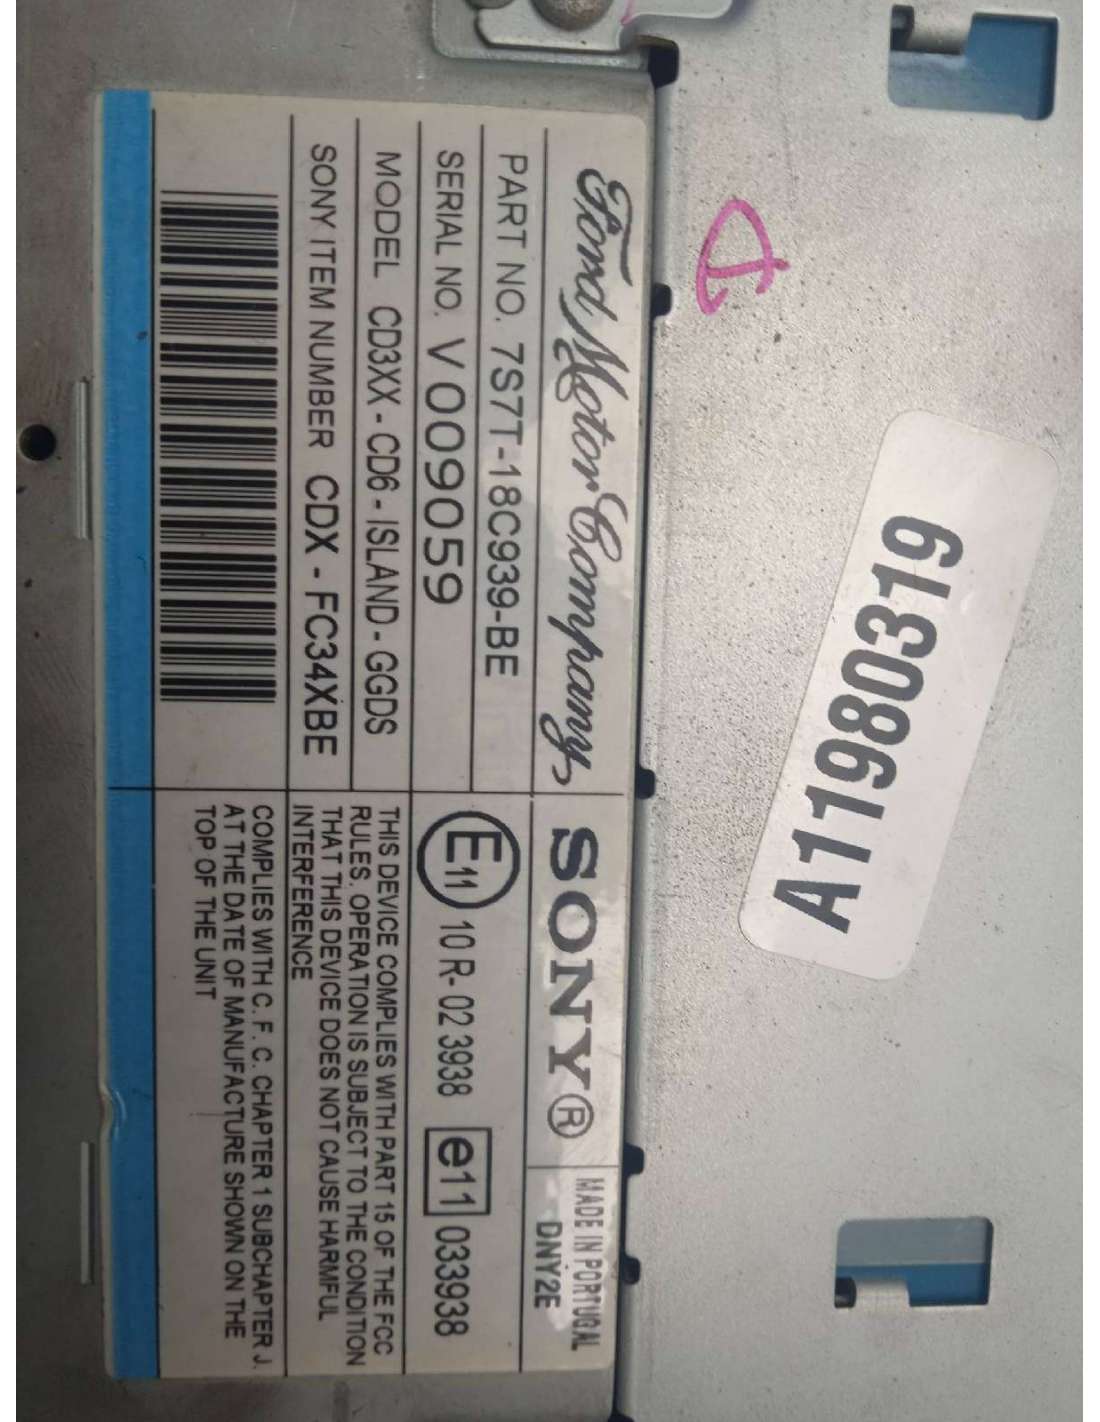 Ford Motor Company
SONY®
MADE IN PORTUGAL
DNY2E
PART NO. 7S7T-18C939-BE
SERIAL NO. V009059
E11 10 R- 02 3938 e11 033938
MODEL CD3XX - CD6 - ISLAND - GGDS
SONY ITEM NUMBER CDX - FC34XBE
THIS DEVICE COMPLIES WITH PART 15 OF THE FCC
RULES. OPERATION IS SUBJECT TO THE CONDITION
THAT THIS DEVICE DOES NOT CAUSE HARMFUL
INTERFERENCE
COMPLIES WITH C. F. C. CHAPTER 1 SUBCHAPTER J.
AT THE DATE OF MANUFACTURE SHOWN ON THE
TOP OF THE UNIT
A11980319